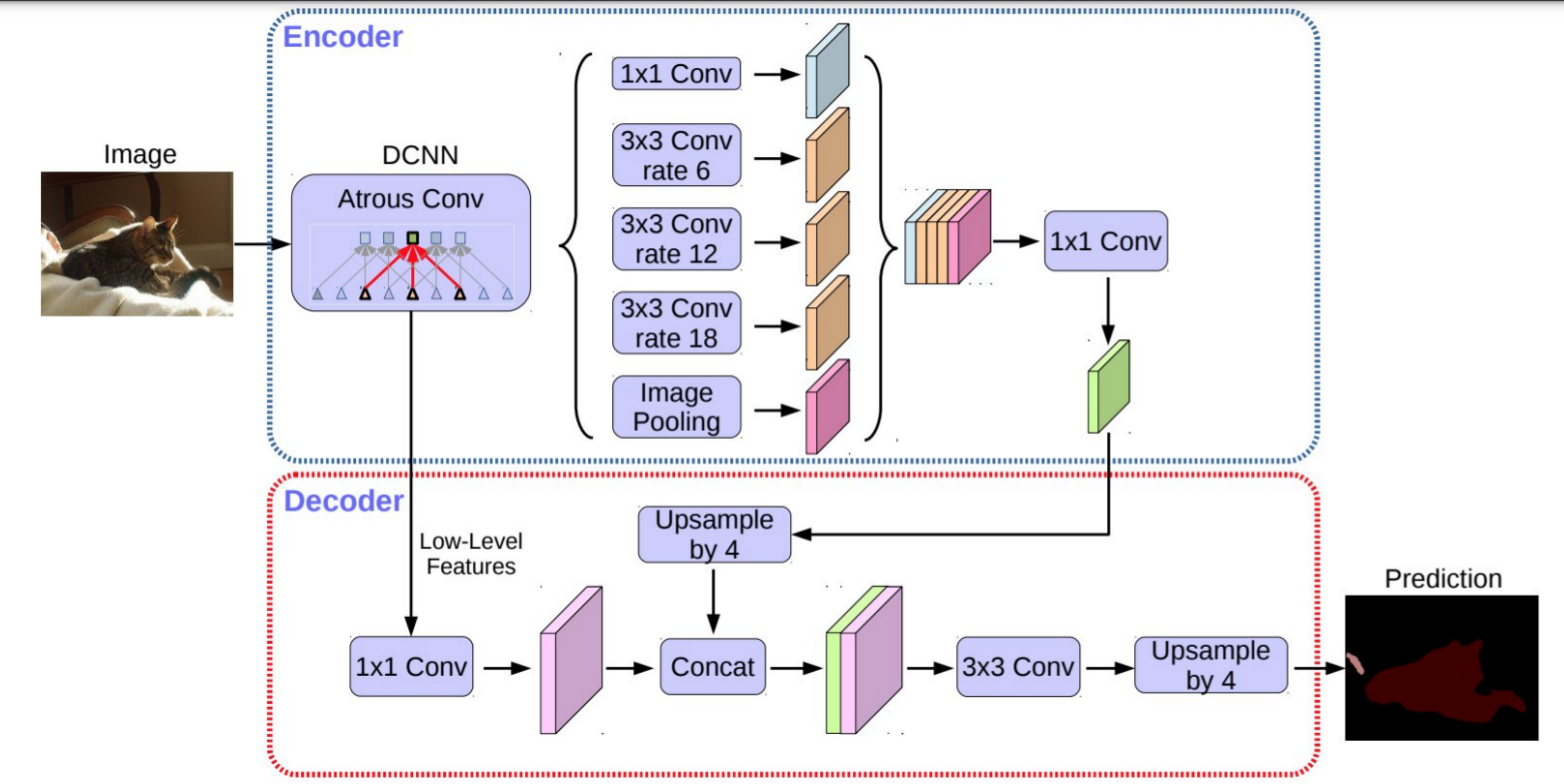 Encoder
Image
DCNN
Atrous Conv
1x1 Conv
3x3 Conv
rate 6
3x3 Conv
rate 12
3x3 Conv
rate 18
Image
Pooling
1x1 Conv
Decoder
Low-Level
Features
Upsample
by 4
1x1 Conv
Concat
3x3 Conv
Upsample
by 4
Prediction